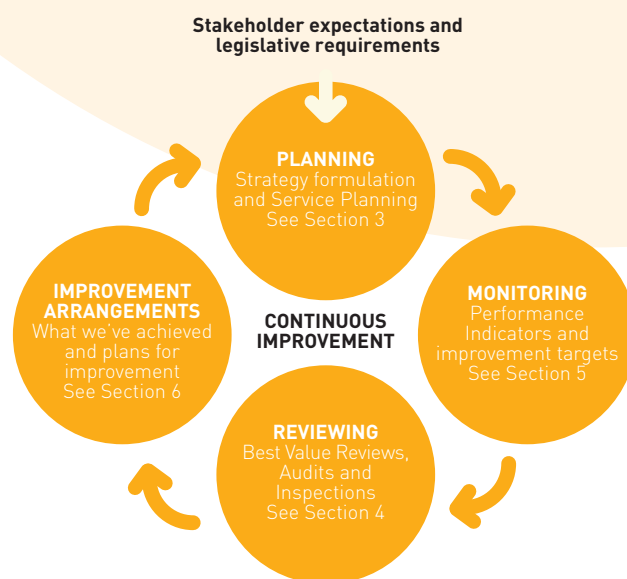 Stakeholder expectations and
legislative requirements
PLANNING
Strategy formulation
and Service Planning
See Section 3
IMPROVEMENT
ARRANGEMENTS
What we've achieved
and plans for
improvement
See Section 6
CONTINUOUS
IMPROVEMENT
MONITORING
Performance
Indicators and
improvement targets
See Section 5
REVIEWING
Best Value Reviews,
Audits and
Inspections
See Section 4